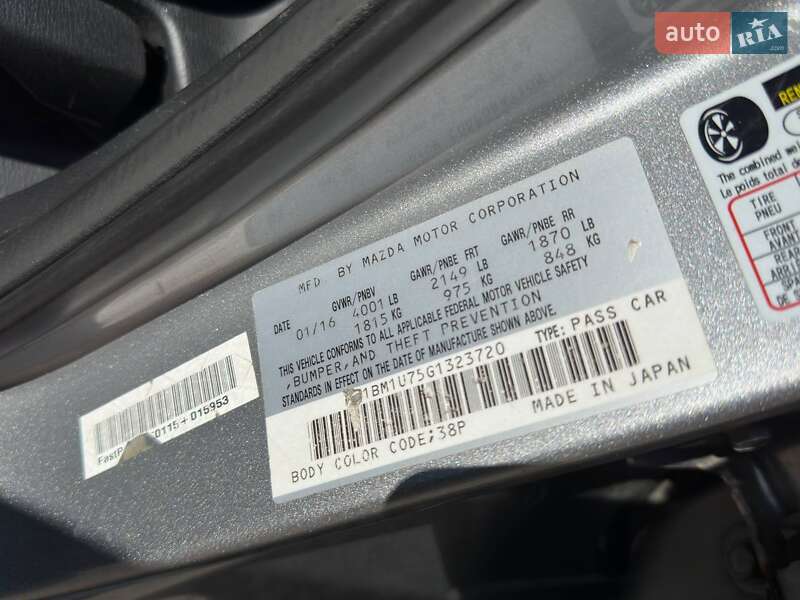 auto RIA.com
MFD. BY MAZDA MOTOR CORPORATION
GVWR/PNBV GAWR/PNBE FRT GAWR/PNBE RR
DATE 01/16 4001 LB 2149 LB 1870 LB
1815 KG 975 KG 848 KG
THIS VEHICLE CONFORMS TO ALL APPLICABLE FEDERAL MOTOR VEHICLE SAFETY
, BUMPER, AND THEFT PREVENTION
STANDARDS IN EFFECT ON THE DATE OF MANUFACTURE SHOWN ABOVE.
1BM1U75G1323720 TYPE: PASS CAR
BODY COLOR CODE;38P MADE IN JAPAN
0115+015953
The combined
Le poids total
TIRE
PNEU
FRONT
AVANT